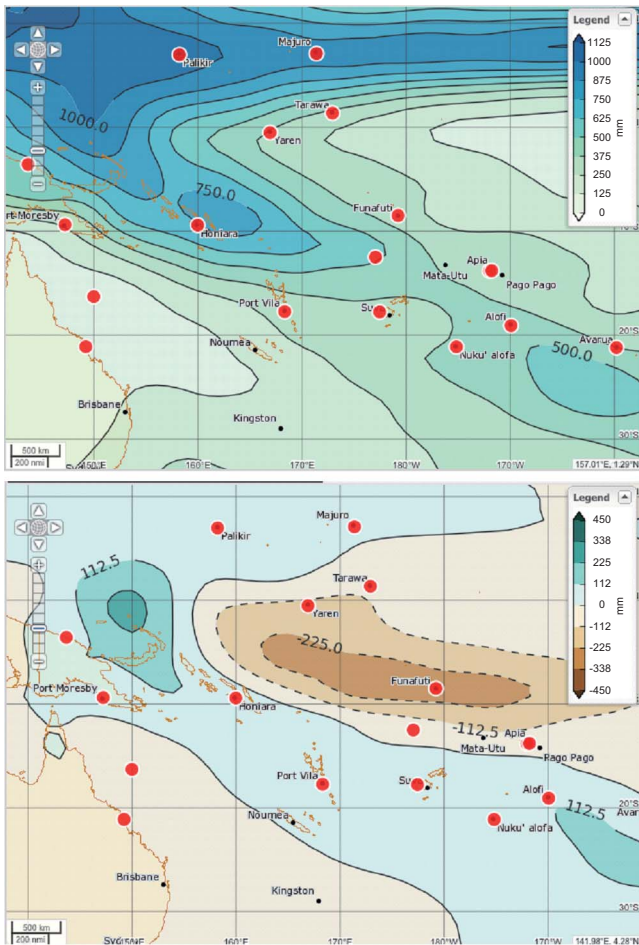 Legend
1125
1000
875
750
625
500
375
250
125
0
mm
Majuro
Palikir
Tarawa
1000.0
Yaren
750.0
rt Moresby
Funafuti
Honiara
Apia
Mata-Utu
Pago Pago
Port Vila
Su
Alofi
20°S
Noumea
Nuku' alofa
Avarua
500.0
Brisbane
Kingston
30°S
500 km
200 nmi
150°E
160°E
170°E
180°W
170°W
157.01°E, 1.29°N
Legend
450
338
225
112
0
-112
-225
-338
-450
mm
Majuro
Palikir
112.5
Tarawa
Yaren
-225.0
Port Moresby
Funafuti
Honiara
-112.5
Apia
Mata-Utu
Pago Pago
Port Vila
Su
Alofi
20°S
112.5
Avar
Noumea
Nuku' alofa
Brisbane
Kingston
30°S
500 km
200 nmi
160°E
170°E
180°W
170°W
141.98°E, 4.28°N